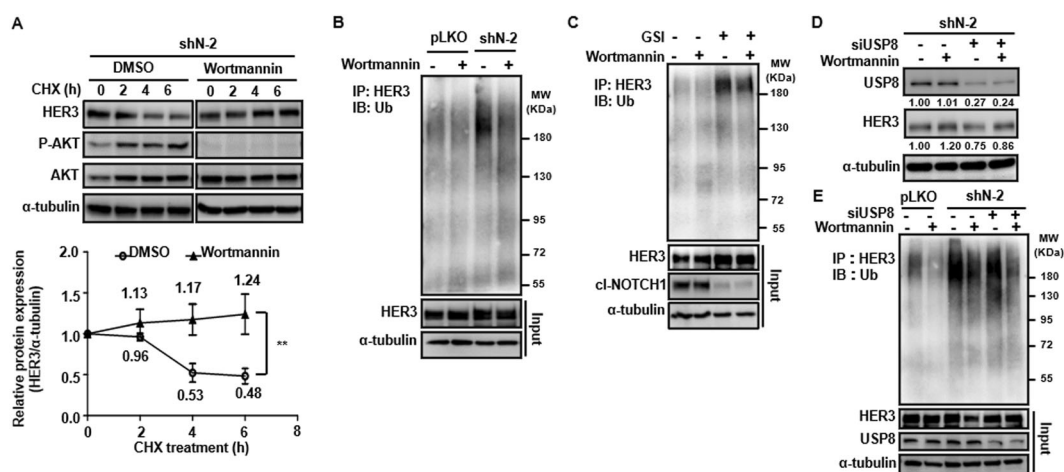 A
shN-2
DMSO Wortmannin
CHX (h) 0 2 4 6 0 2 4 6
HER3
P-AKT
AKT
α-tubulin
Relative protein expression
(HER3/α-tubulin)
DMSO Wortmannin
2.0
1.5
1.0
0.5
0.0
1.13 1.17 1.24
0.96 0.53 0.48
**
0 2 4 6 8
CHX treatment (h)
B
pLKO shN-2
Wortmannin - + - +
IP: HER3
IB: Ub
MW
(KDa)
180
130
95
72
55
HER3
α-tubulin
Input
C
GSI - - + +
Wortmannin - + - +
IP: HER3
IB: Ub
MW
(KDa)
180
130
95
72
55
HER3
cl-NOTCH1
α-tubulin
Input
D
shN-2
siUSP8 - - + +
Wortmannin - + - +
USP8
1.00 1.01 0.27 0.24
HER3
1.00 1.20 0.75 0.86
α-tubulin
E
pLKO shN-2
siUSP8 - - - - + +
Wortmannin - + - + - +
IP : HER3
IB : Ub
MW
(KDa)
180
130
95
72
55
HER3
USP8
α-tubulin
Input